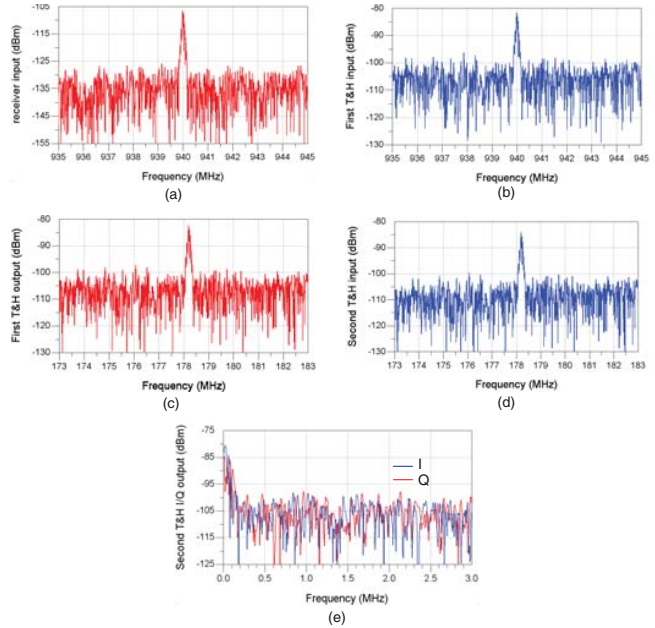 -105
-115
-125
-135
-145
-155
receiver input (dBm)
935 936 937 938 939 940 941 942 943 944 945
Frequency (MHz)
(a)
-80
-90
-100
-110
-120
-130
First T&H input (dBm)
935 936 937 938 939 940 941 942 943 944 945
Frequency (MHz)
(b)
-80
-90
-100
-110
-120
-130
First T&H output (dBm)
173 174 175 176 177 178 179 180 181 182 183
Frequency (MHz)
(c)
-80
-90
-100
-110
-120
-130
Second T&H input (dBm)
173 174 175 176 177 178 179 180 181 182 183
Frequency (MHz)
(d)
-75
-85
-95
-105
-115
-125
Second T&H I/Q output (dBm)
I
Q
0.0 0.5 1.0 1.5 2.0 2.5 3.0
Frequency (MHz)
(e)